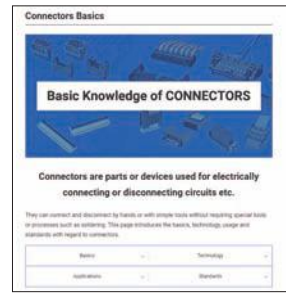 Connectors Basics
Basic Knowledge of CONNECTORS
Connectors are parts or devices used for electrically
connecting or disconnecting circuits etc.
They can connect and disconnect by hands or with simple tools without requiring special tools
or processes such as soldering. This page introduces the basics, technology, usage and
standards with regard to connectors.
Basics
Technology
Applications
Standards